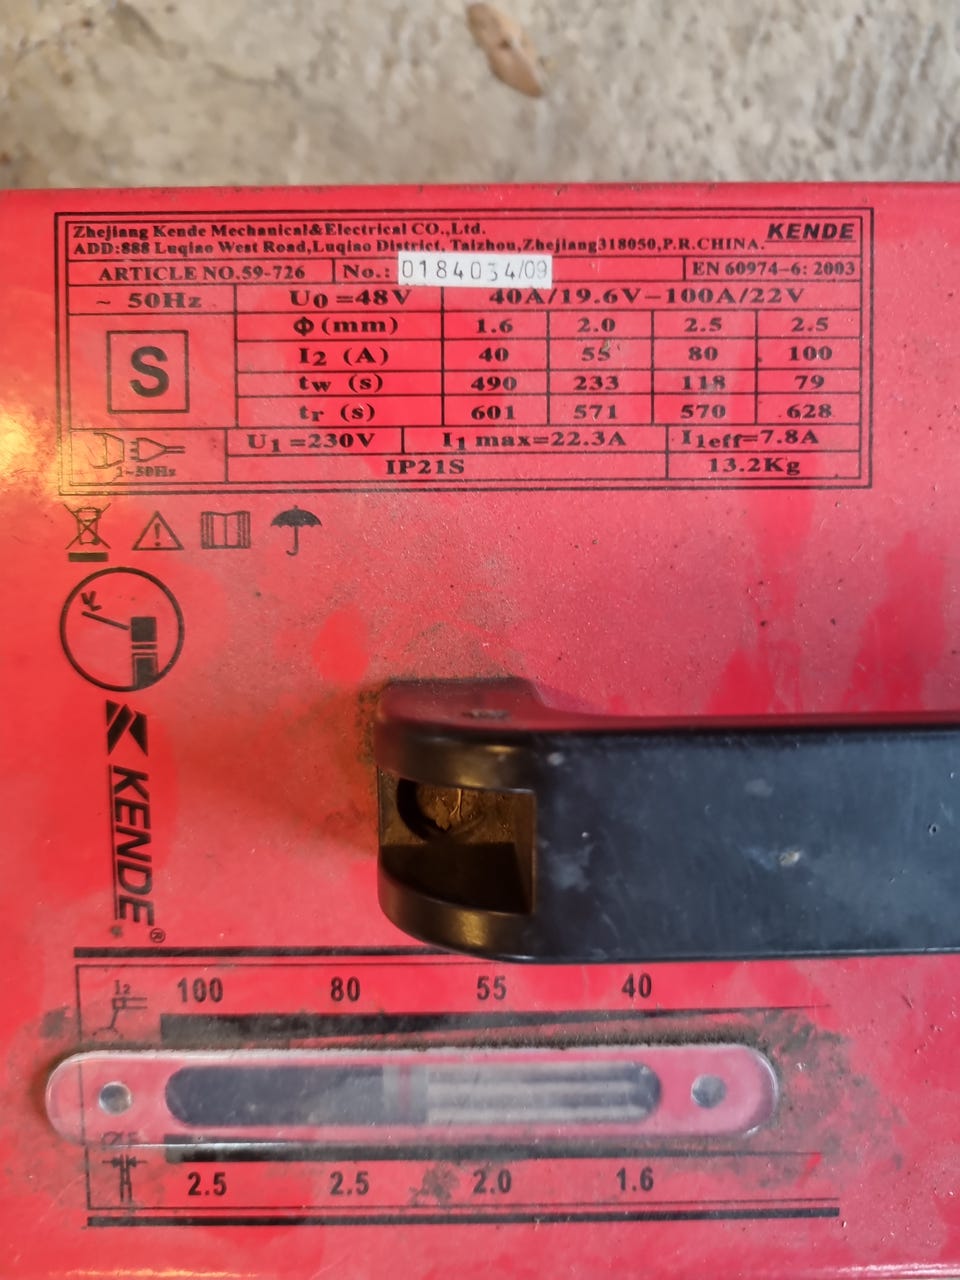 Zhejiang Kende Mechanical&Electrical CO.,Ltd.
ADD:888 Luqiao West Road,Luqiao District, Taizhou,Zhejiang318050,P.R.CHINA.
KENDE
ARTICLE NO.59-726 No.: 0184034/09 EN 60974-6: 2003
~ 50Hz U0 =48V 40A/19.6V-100A/22V
Φ(mm) 1.6 2.0 2.5 2.5
S
I2 (A) 40 55 80 100
tw (s) 490 233 118 79
tr (s) 601 571 570 628
1~50Hz U1=230V I1 max=22.3A I1eff=7.8A
IP21S 13.2Kg
K
KENDE®
I2 100 80 55 40
2.5 2.5 2.0 1.6